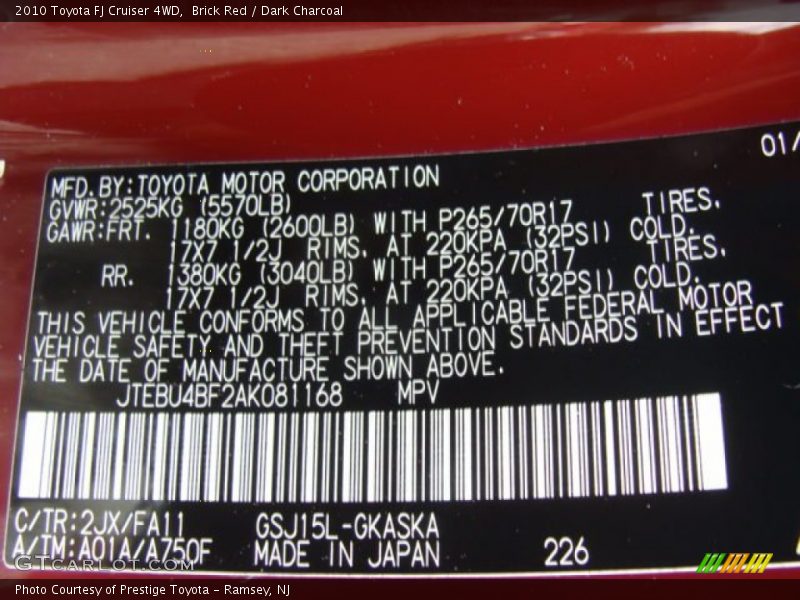 2010 Toyota FJ Cruiser 4WD,  Brick Red / Dark Charcoal
01/
MFD.BY:TOYOTA MOTOR CORPORATION
GVWR:2525KG (5570LB)
GAWR:FRT. 1180KG (2600LB) WITH P265/70R17 TIRES,
17X7 1/2J RIMS, AT 220KPA (32PSI) COLD.
RR. 1380KG (3040LB) WITH P265/70R17 TIRES,
17X7 1/2J RIMS, AT 220KPA (32PSI) COLD.
THIS VEHICLE CONFORMS TO ALL APPLICABLE FEDERAL MOTOR
VEHICLE SAFETY AND THEFT PREVENTION STANDARDS IN EFFECT
THE DATE OF MANUFACTURE SHOWN ABOVE.
JTEBU4BF2AK081168 MPV
C/TR:2JX/FA11 GSJ15L-GKASKA
A/TM:A01A/A750F MADE IN JAPAN 226
GTcarlot.com
Photo Courtesy of Prestige Toyota - Ramsey, NJ